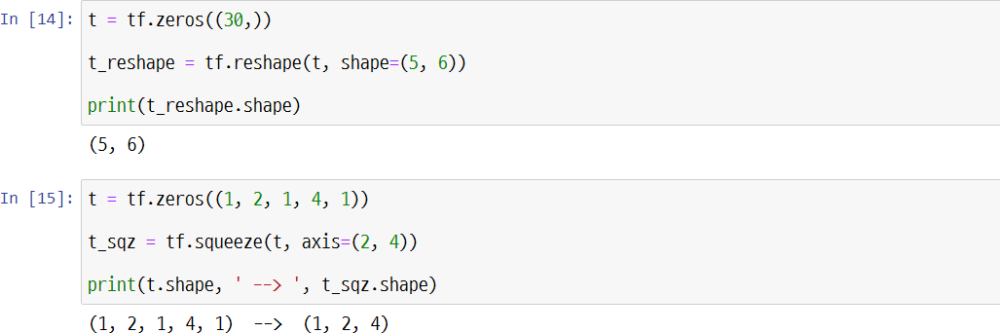 In [14]: t = tf.zeros((30,))
t_reshape = tf.reshape(t, shape=(5, 6))
print(t_reshape.shape)
(5, 6)
In [15]: t = tf.zeros((1, 2, 1, 4, 1))
t_sqz = tf.squeeze(t, axis=(2, 4))
print(t.shape, ' --> ', t_sqz.shape)
(1, 2, 1, 4, 1)  -->  (1, 2, 4)